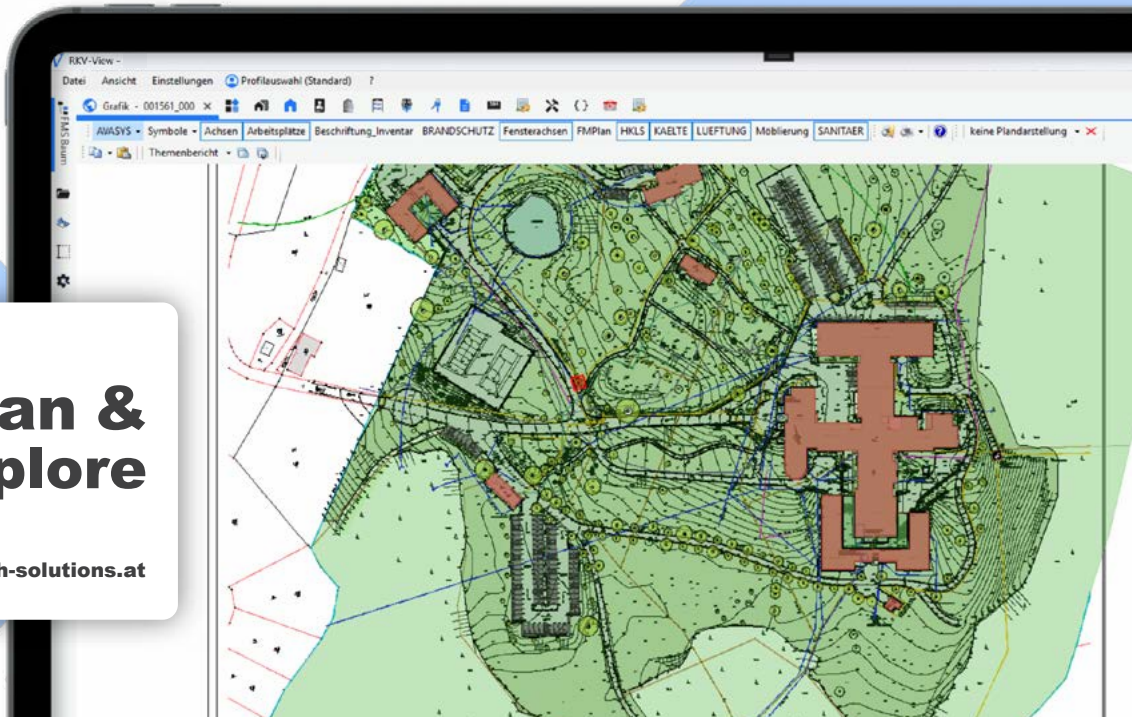 RKV-View -
Datei Ansicht Einstellungen Profilauswahl (Standard) ?
Grafik - 001561_000 ×
AVASYS Symbole Achsen Arbeitsplätze Beschriftung_Inventar BRANDSCHUTZ Fensterachsen FMPlan HKLS KAELTE LUEFTUNG Möblierung SANITAER keine Plandarstellung
Themenbericht
FMS Baum
an &
plore
h-solutions.at